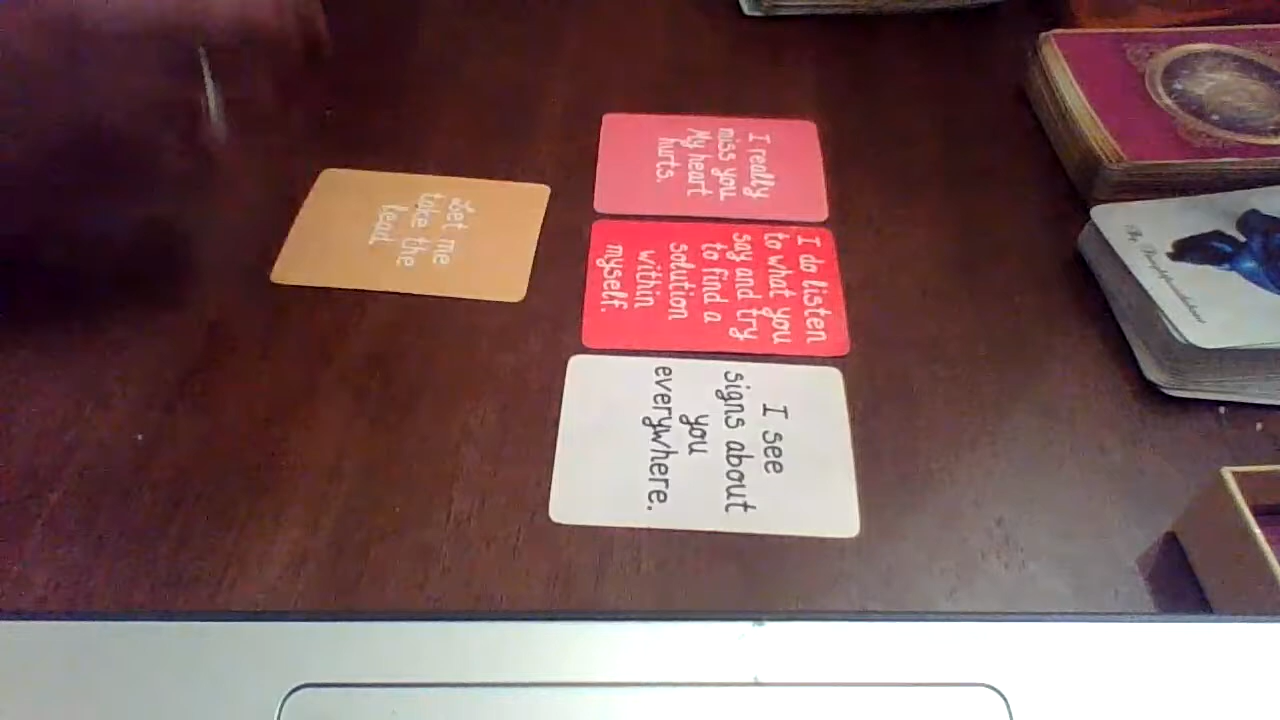 I really
miss you
My heart
hurts.
I do listen
to what you
say and try
to find a
solution
within
myself.
I see
signs about
you
everywhere.
Let me
take the
lead.